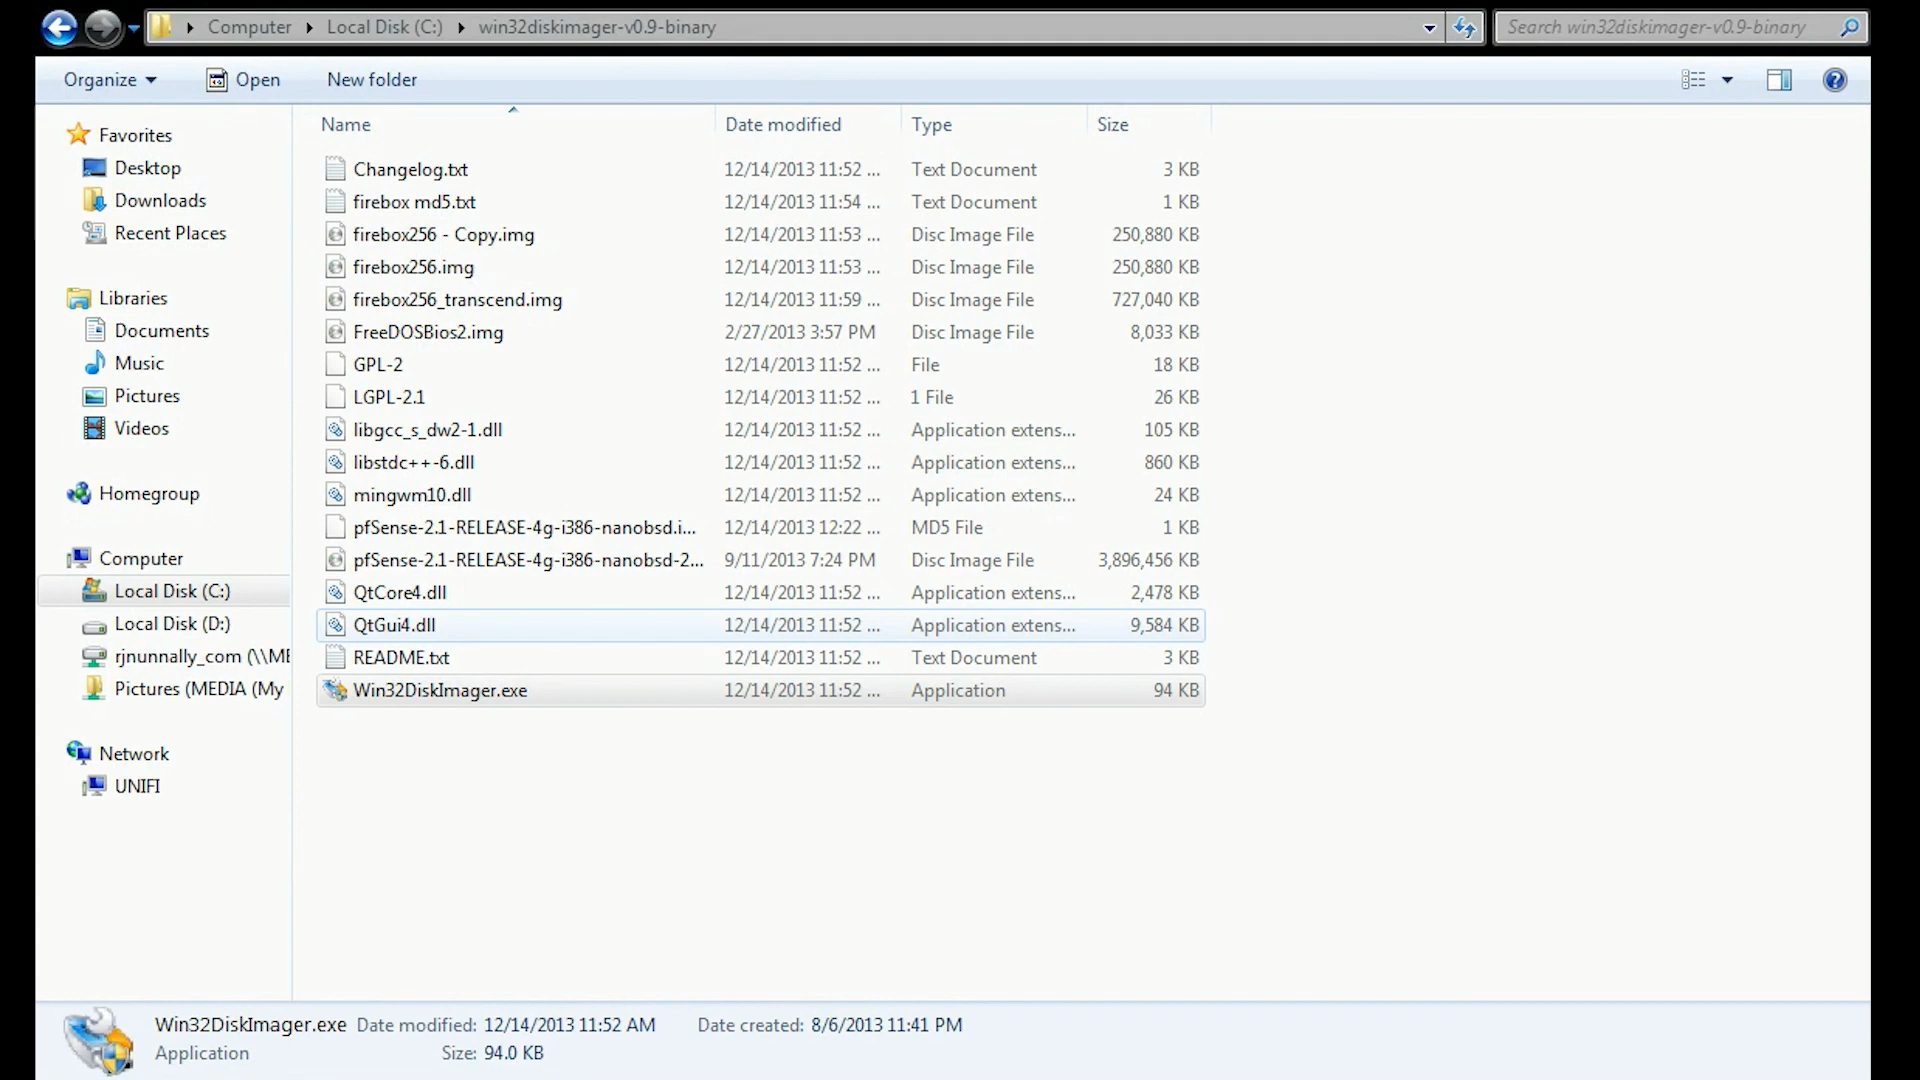 Computer Local Disk (C:) win32diskimager-v0.9-binary Search win32diskimager-v0.9-binary
Organize Open New folder
Name Date modified Type Size
Favorites
Desktop
Downloads
Recent Places
Libraries
Documents
Music
Pictures
Videos
Homegroup
Computer
Local Disk (C:)
Local Disk (D:)
rjnunnally_com (\\ME
Pictures (MEDIA (My
Network
UNIFI
Changelog.txt 12/14/2013 11:52 ... Text Document 3 KB
firebox md5.txt 12/14/2013 11:54 ... Text Document 1 KB
firebox256 - Copy.img 12/14/2013 11:53 ... Disc Image File 250,880 KB
firebox256.img 12/14/2013 11:53 ... Disc Image File 250,880 KB
firebox256_transcend.img 12/14/2013 11:59 ... Disc Image File 727,040 KB
FreeDOSBios2.img 2/27/2013 3:57 PM Disc Image File 8,033 KB
GPL-2 12/14/2013 11:52 ... File 18 KB
LGPL-2.1 12/14/2013 11:52 ... 1 File 26 KB
libgcc_s_dw2-1.dll 12/14/2013 11:52 ... Application extens... 105 KB
libstdc++-6.dll 12/14/2013 11:52 ... Application extens... 860 KB
mingwm10.dll 12/14/2013 11:52 ... Application extens... 24 KB
pfSense-2.1-RELEASE-4g-i386-nanobsd.i... 12/14/2013 12:22 ... MD5 File 1 KB
pfSense-2.1-RELEASE-4g-i386-nanobsd-2... 9/11/2013 7:24 PM Disc Image File 3,896,456 KB
QtCore4.dll 12/14/2013 11:52 ... Application extens... 2,478 KB
QtGui4.dll 12/14/2013 11:52 ... Application extens... 9,584 KB
README.txt 12/14/2013 11:52 ... Text Document 3 KB
Win32DiskImager.exe 12/14/2013 11:52 ... Application 94 KB
Win32DiskImager.exe Date modified: 12/14/2013 11:52 AM Date created: 8/6/2013 11:41 PM
Application Size: 94.0 KB